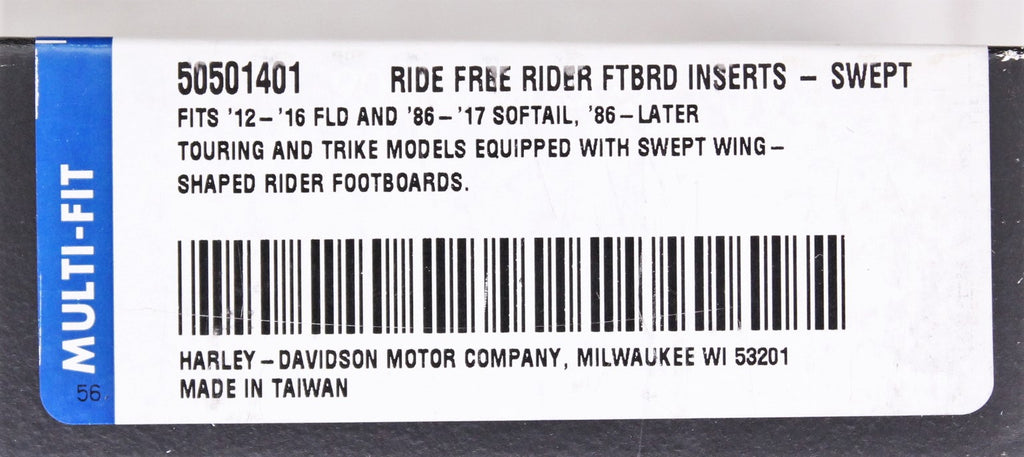 MULTI-FIT
56
50501401 RIDE FREE RIDER FTBRD INSERTS - SWEPT
FITS '12-'16 FLD AND '86-'17 SOFTAIL, '86-LATER
TOURING AND TRIKE MODELS EQUIPPED WITH SWEPT WING-
SHAPED RIDER FOOTBOARDS.
HARLEY-DAVIDSON MOTOR COMPANY, MILWAUKEE WI 53201
MADE IN TAIWAN